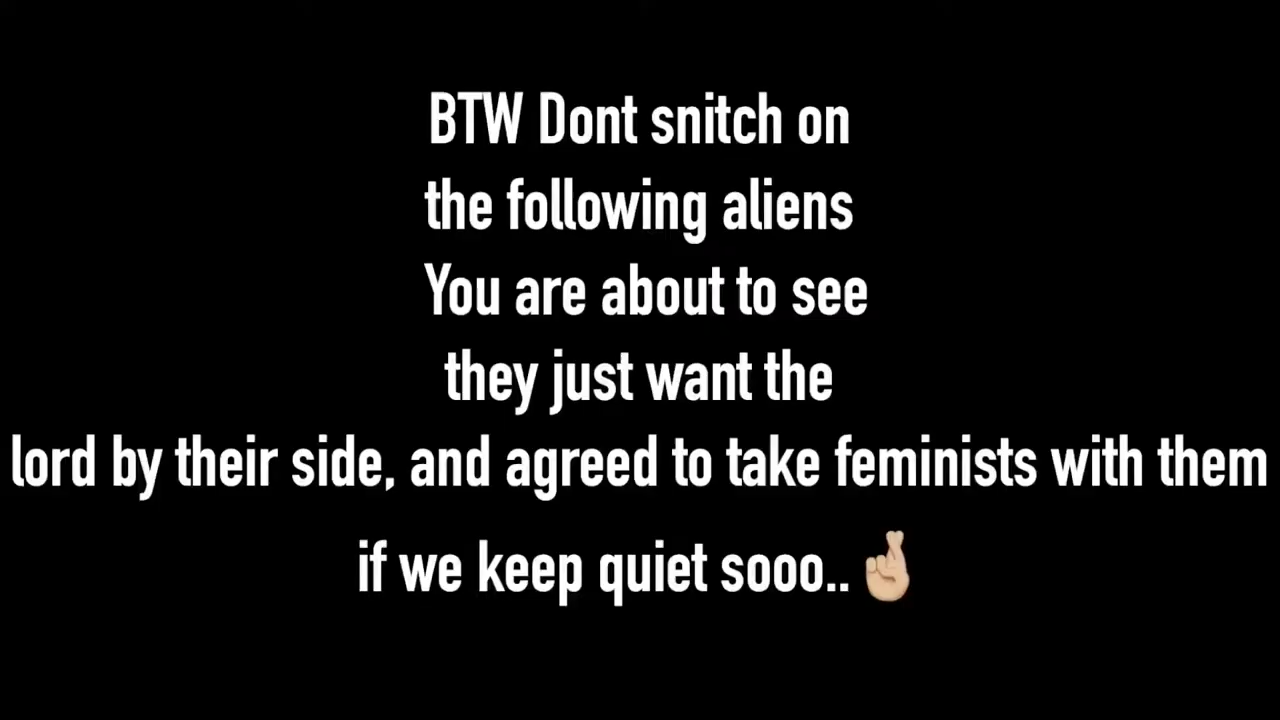 BTW Dont snitch on
the following aliens
You are about to see
they just want the
lord by their side, and agreed to take feminists with them
if we keep quiet sooo.. 🤞🏼